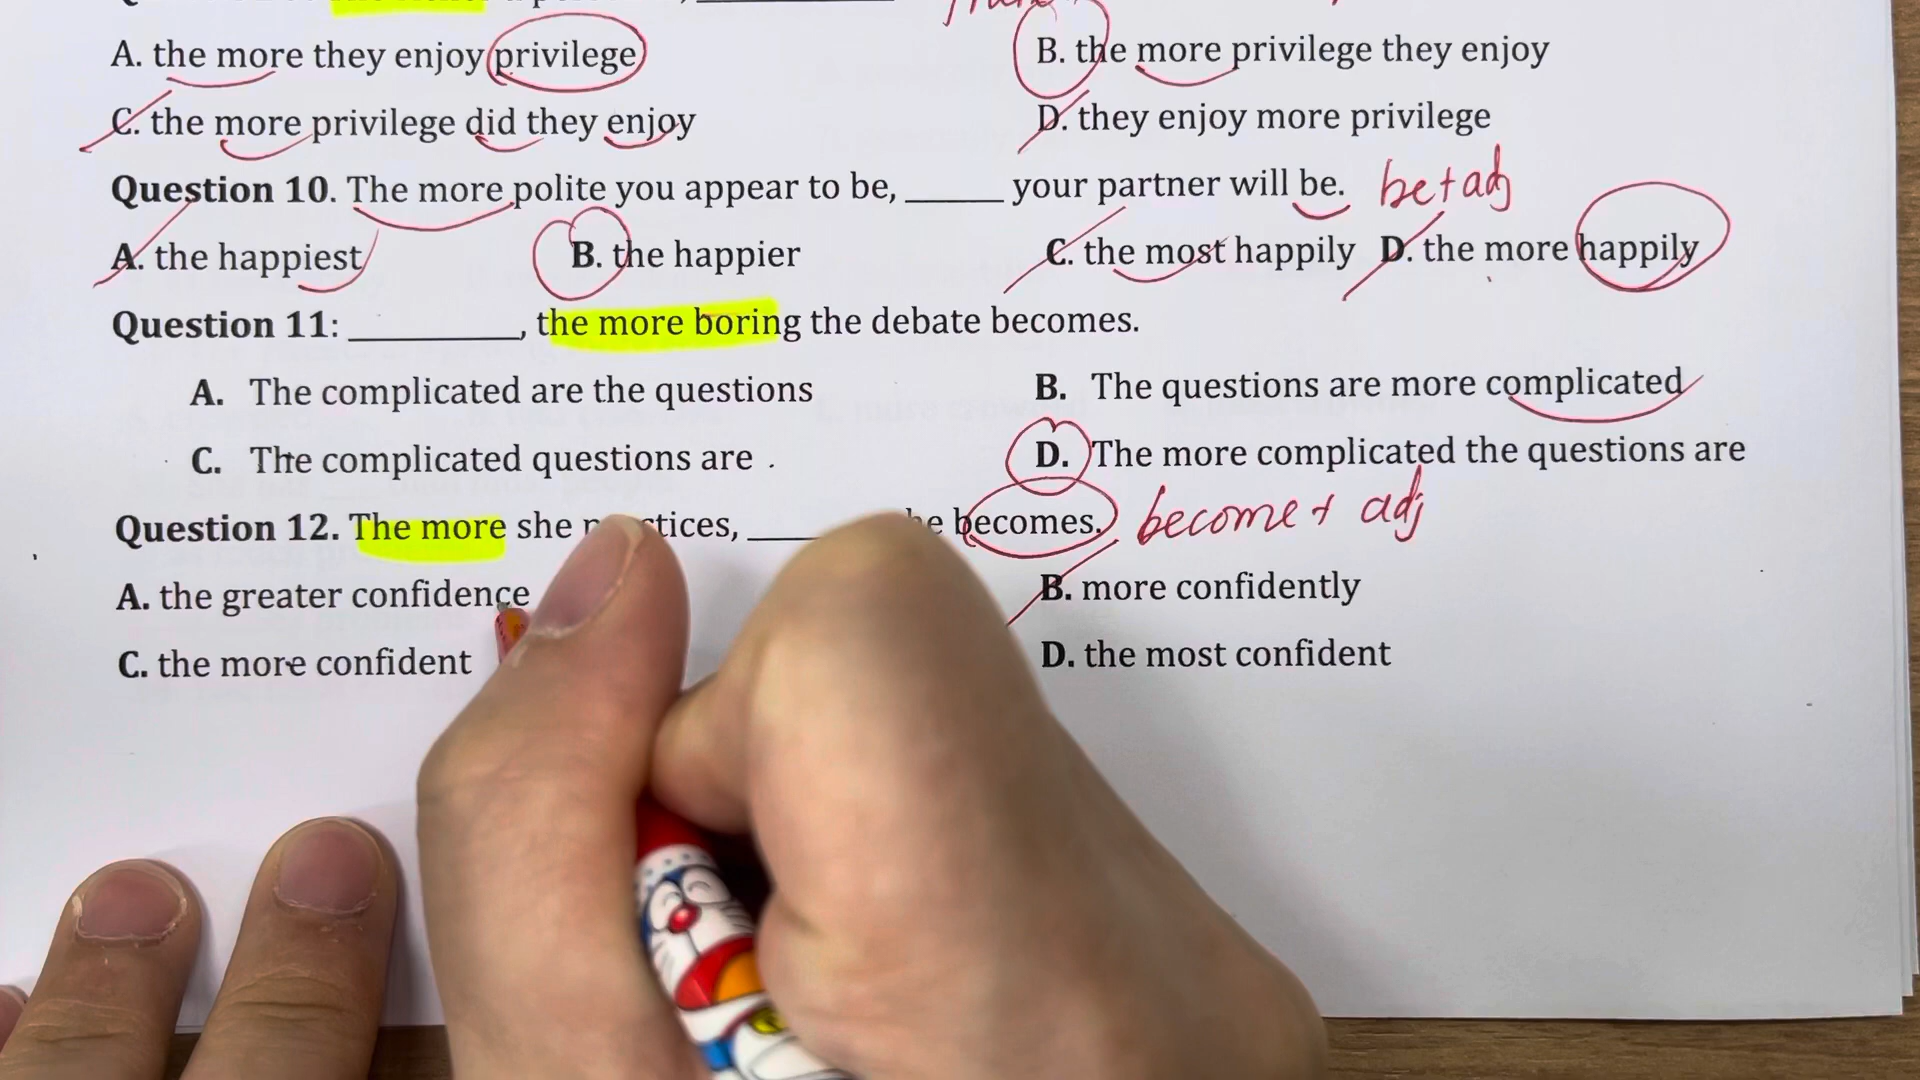 A. the more they enjoy privilege
B. the more privilege they enjoy
C. the more privilege did they enjoy
D. they enjoy more privilege
Question 10. The more polite you appear to be, _____ your partner will be. be + adj
A. the happiest
B. the happier
C. the most happily
D. the more happily
Question 11: _________, the more boring the debate becomes.
A. The complicated are the questions
B. The questions are more complicated
C. The complicated questions are .
D. The more complicated the questions are
Question 12. The more she _____ becomes. become + adj
A. the greater confidence
B. more confidently
C. the more confident
D. the most confident